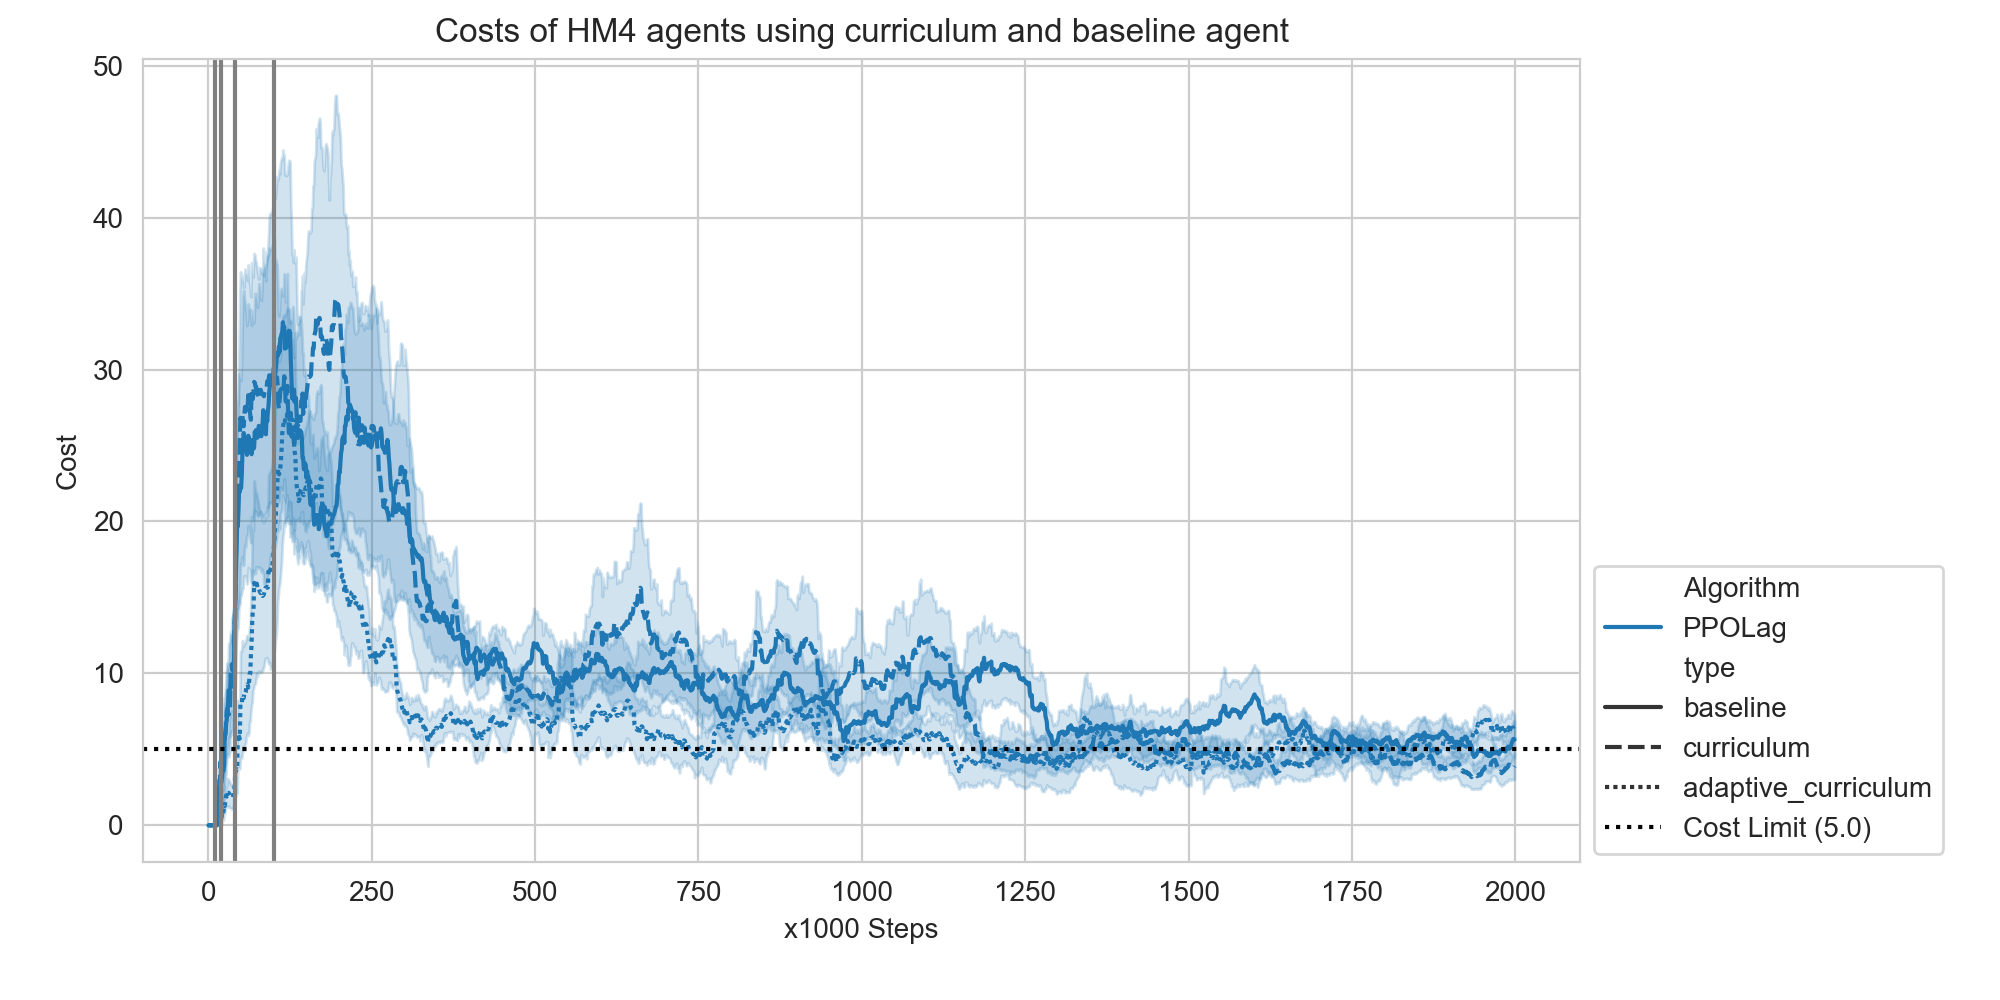 Costs of HM4 agents using curriculum and baseline agent
50
40
30
20
10
0
Cost
0 250 500 750 1000 1250 1500 1750 2000
x1000 Steps
Algorithm
PPOLag
type
baseline
curriculum
adaptive_curriculum
Cost Limit (5.0)